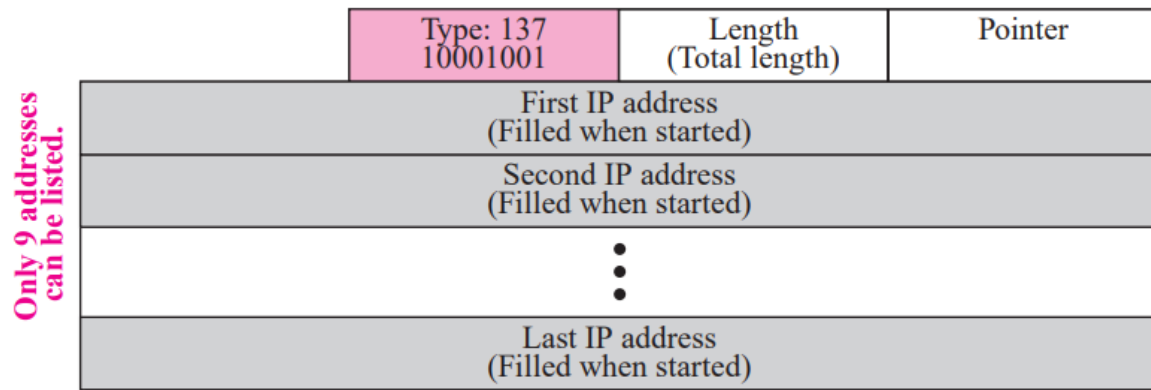 Type: 137
10001001
Length
(Total length)
Pointer
Only 9 addresses
can be listed.
First IP address
(Filled when started)
Second IP address
(Filled when started)
Last IP address
(Filled when started)